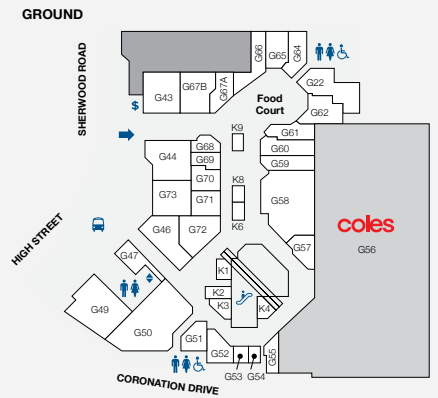 GROUND
SHERWOOD ROAD
G66
G65
G64
G22
G43
G67B
G67A
$
Food
Court
G62
G61
K9
G68
G69
G60
G44
G59
G70
K8
G73
G71
G58
coles
G56
K6
G46
G72
HIGH STREET
G57
G47
K1
K2
K3
K4
G49
G50
G51
G52
G55
G53
G54
CORONATION DRIVE